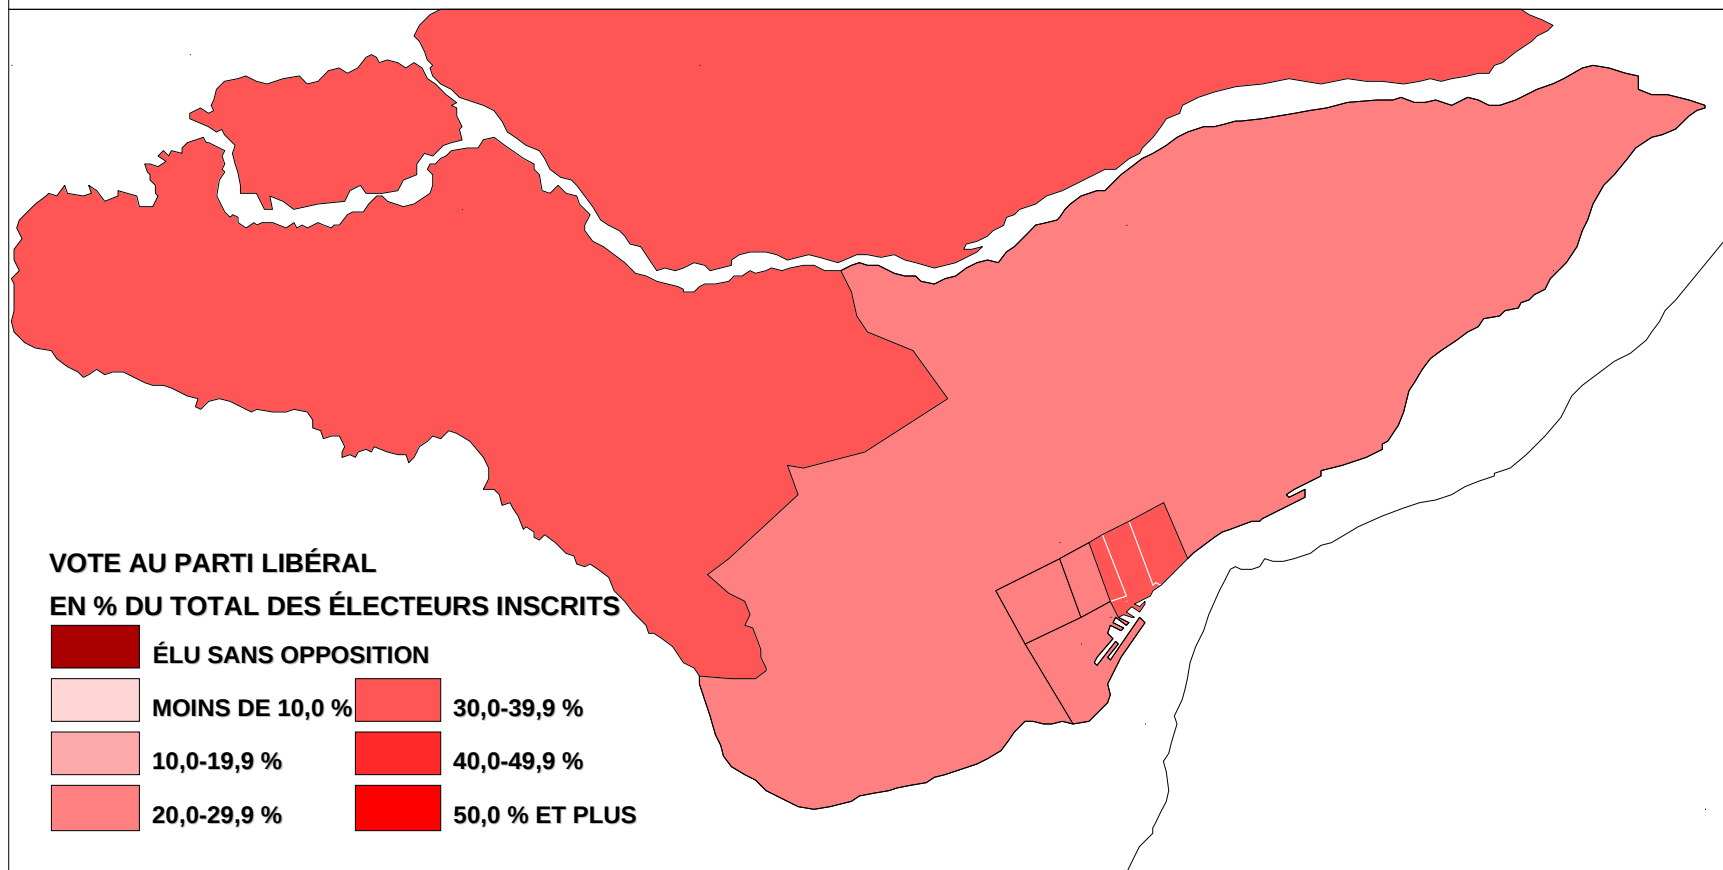 VOTE AU PARTI LIBÉRAL
EN % DU TOTAL DES ÉLECTEURS INSCRITS
ÉLU SANS OPPOSITION
MOINS DE 10,0 %
30,0-39,9 %
10,0-19,9 %
40,0-49,9 %
20,0-29,9 %
50,0 % ET PLUS